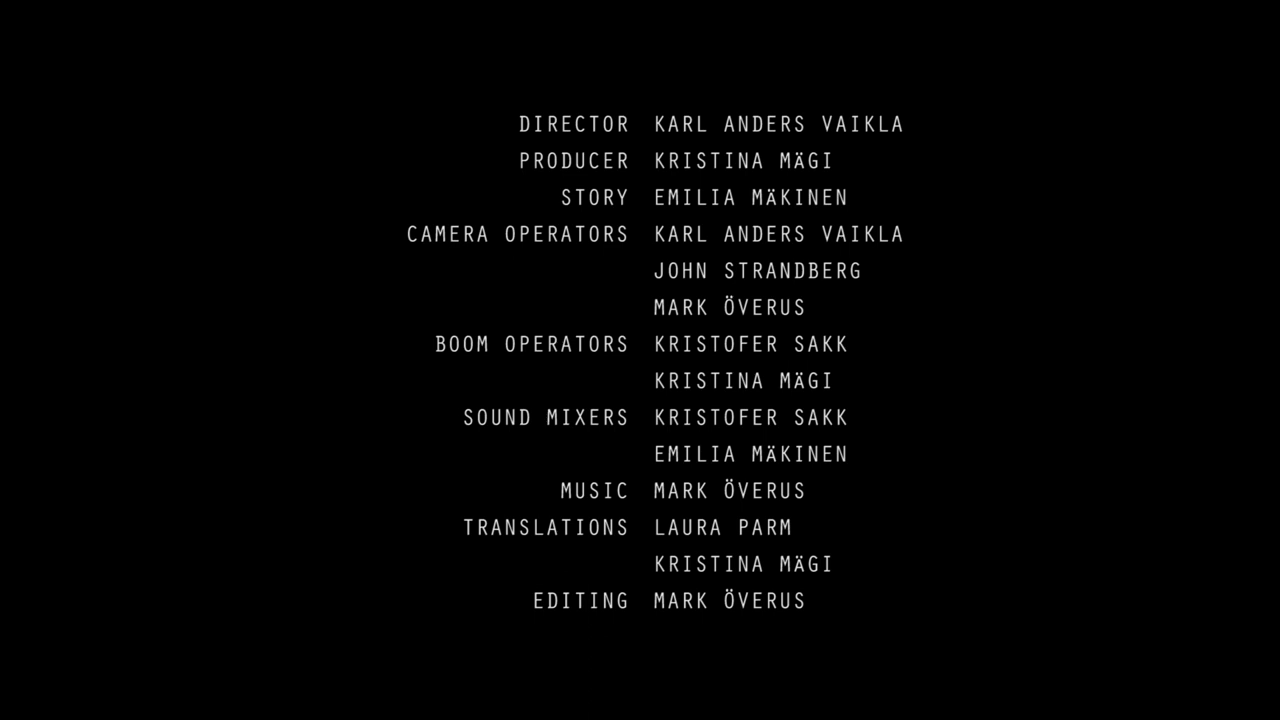 DIRECTOR KARL ANDERS VAIKLA
PRODUCER KRISTINA MÄGI
STORY EMILIA MÄKINEN
CAMERA OPERATORS KARL ANDERS VAIKLA
JOHN STRANDBERG
MARK ÖVERUS
BOOM OPERATORS KRISTOFER SAKK
KRISTINA MÄGI
SOUND MIXERS KRISTOFER SAKK
EMILIA MÄKINEN
MUSIC MARK ÖVERUS
TRANSLATIONS LAURA PARM
KRISTINA MÄGI
EDITING MARK ÖVERUS